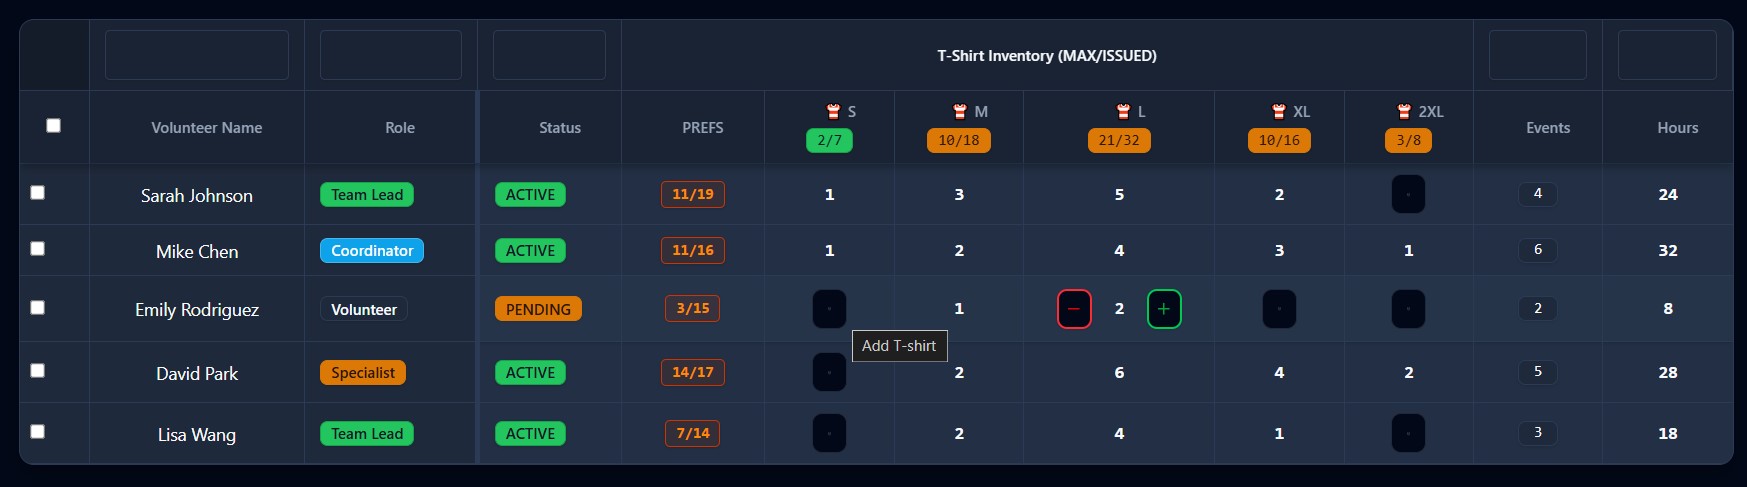 T-Shirt Inventory (MAX/ISSUED)
Volunteer Name Role Status PREFS S M L XL 2XL Events Hours
2/7 10/18 21/32 10/16 3/8
Sarah Johnson Team Lead ACTIVE 11/19 1 3 5 2 4 24
Mike Chen Coordinator ACTIVE 11/16 1 2 4 3 1 6 32
Emily Rodriguez Volunteer PENDING 3/15 1 − 2 + 2 8
Add T-shirt
David Park Specialist ACTIVE 14/17 2 6 4 2 5 28
Lisa Wang Team Lead ACTIVE 7/14 2 4 1 3 18